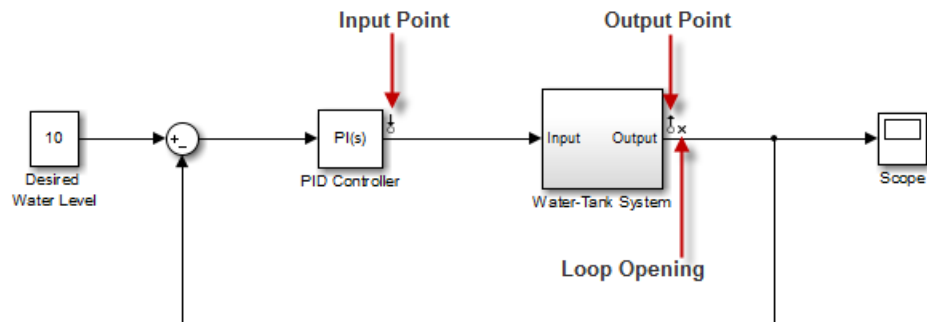 Input Point
Output Point
10
PI(s)
Input
Output
Desired
Water Level
PID Controller
Water-Tank System
Scope
Loop Opening